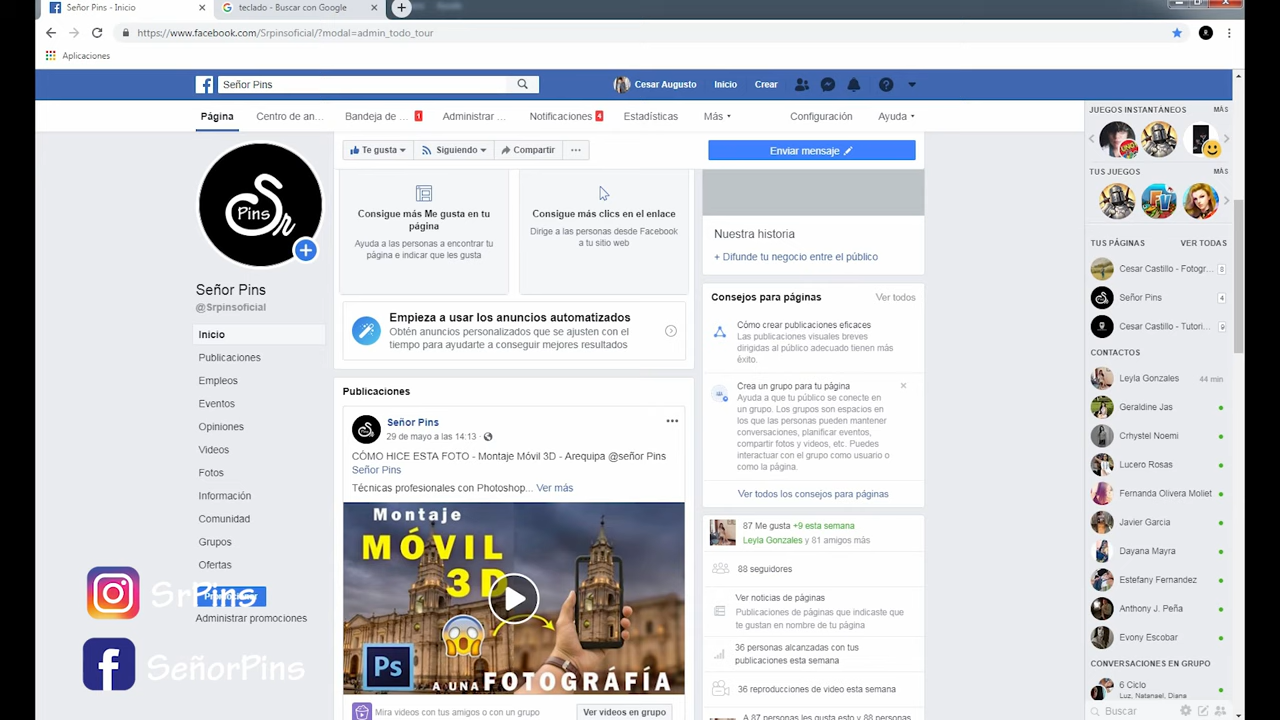 Señor Pins - Inicio
teclado - Buscar con Google
https://www.facebook.com/Srpinsoficial/?modal=admin_todo_tour
Aplicaciones
Señor Pins
Cesar Augusto
Inicio
Crear
Página
Centro de an...
Bandeja de ...
1
Administrar ...
Notificaciones
4
Estadísticas
Más
Configuración
Ayuda
Te gusta
Siguiendo
Compartir
Enviar mensaje
Pins
Sr
Señor Pins
@Srpinsoficial
Inicio
Publicaciones
Empleos
Eventos
Opiniones
Videos
Fotos
Información
Comunidad
Grupos
Ofertas
SrPins
Administrar promociones
SeñorPins
Consigue más Me gusta en tu
página
Ayuda a las personas a encontrar tu
página e indicar que les gusta
Consigue más clics en el enlace
Dirige a las personas desde Facebook
a tu sitio web
Empieza a usar los anuncios automatizados
Obtén anuncios personalizados que se ajusten con el
tiempo para ayudarte a conseguir mejores resultados
Publicaciones
Señor Pins
29 de mayo a las 14:13 ·
CÓMO HICE ESTA FOTO - Montaje Móvil 3D - Arequipa @señor Pins
Señor Pins
Técnicas profesionales con Photoshop... Ver más
Montaje
MÓVIL
3D
Ps
A UNA FOTOGRAFÍA
Mira videos con tus amigos o con un grupo
Ver videos en grupo
Nuestra historia
+ Difunde tu negocio entre el público
Consejos para páginas
Ver todos
Cómo crear publicaciones eficaces
Las publicaciones visuales breves
dirigidas al público adecuado tienen más
éxito.
Crea un grupo para tu página
Ayuda a que tu público se conecte en
un grupo. Los grupos son espacios en
los que las personas pueden mantener
conversaciones, planificar eventos,
compartir fotos y videos, etc. Puedes
interactuar con el grupo como usuario o
como la página.
Ver todos los consejos para páginas
87 Me gusta +9 esta semana
Leyla Gonzales y 81 amigos más
88 seguidores
Ver noticias de páginas
Publicaciones de páginas que indicaste que
te gustan en nombre de tu página
36 personas alcanzadas con tus
publicaciones esta semana
36 reproducciones de video esta semana
A 87 personas les gusta esto y 88 personas
JUEGOS INSTANTÁNEOS
MÁS
TUS JUEGOS
MÁS
TUS PÁGINAS
VER TODAS
Cesar Castillo - Fotogr...
8
Señor Pins
4
Cesar Castillo - Tutori...
9
CONTACTOS
Leyla Gonzales
44 min
Geraldine Jas
Crhystel Noemi
Lucero Rosas
Fernanda Olivera Moliet
Javier Garcia
Dayana Mayra
Estefany Fernandez
Anthony J. Peña
Evony Escobar
CONVERSACIONES EN GRUPO
6 Ciclo
Luz, Natanael, Diana
Buscar